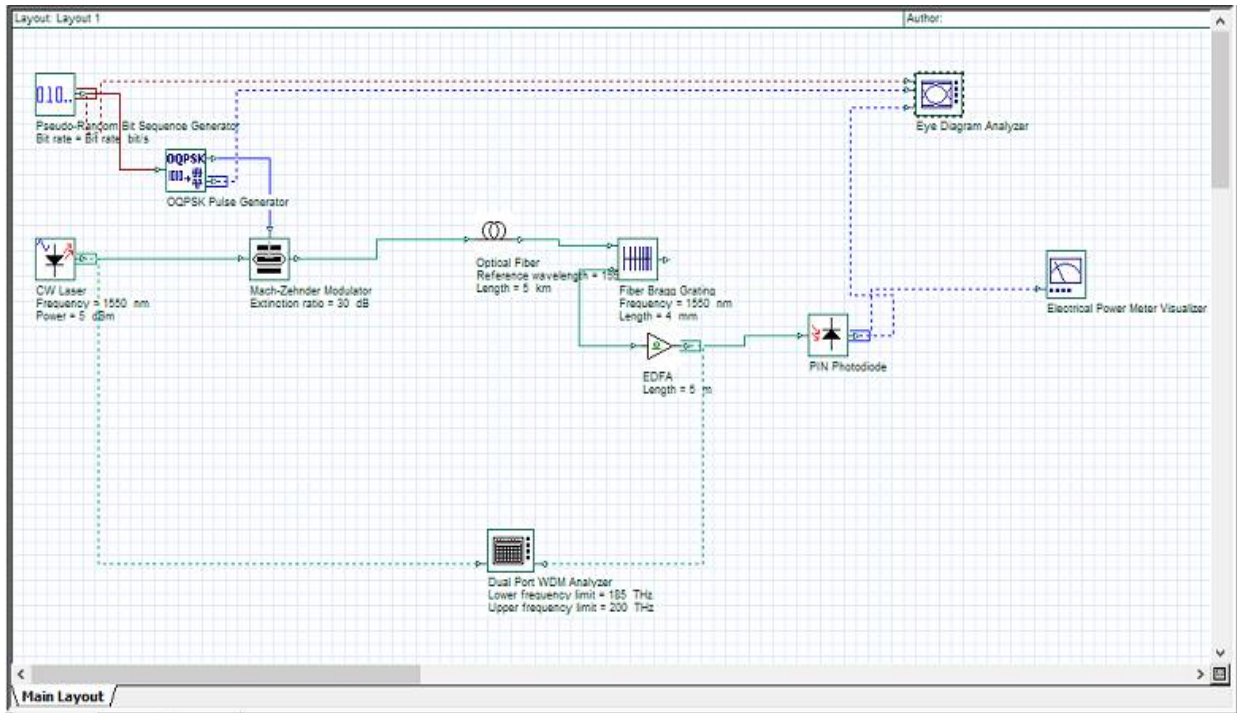 Layout: Layout 1
Author:
010..
Pseudo-Random Bit Sequence Generator
Bit rate = Bit rate bit/s
Eye Diagram Analyzer
OQPSK
OQPSK Pulse Generator
CW Laser
Frequency = 1550 nm
Power = 5 dBm
Mach-Zehnder Modulator
Extinction ratio = 30 dB
Optical Fiber
Reference wavelength = 155
Length = 5 km
Fiber Bragg Grating
Frequency = 1550 nm
Length = 4 mm
Electrical Power Meter Visualizer
EDFA
Length = 5 m
PIN Photodiode
Dual Port WDM Analyzer
Lower frequency limit = 185 THz
Upper frequency limit = 200 THz
Main Layout